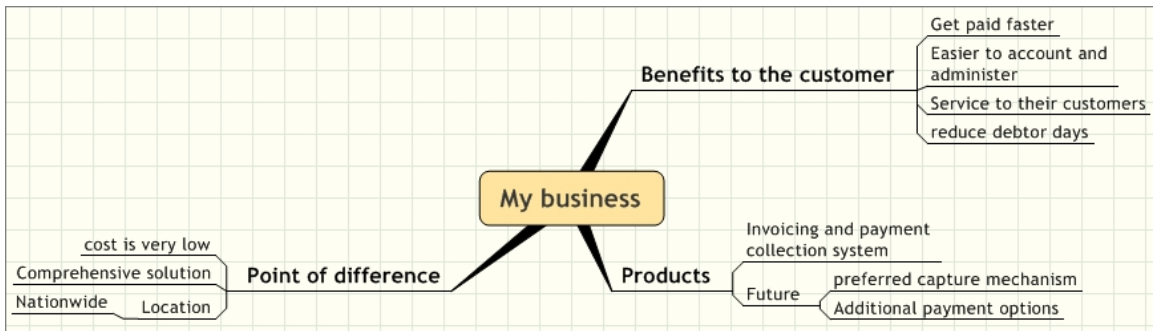 Get paid faster
Benefits to the customer
Easier to account and
administer
Service to their customers
reduce debtor days
My business
cost is very low
Comprehensive solution
Nationwide
Location
Point of difference
Products
Invoicing and payment
collection system
Future
preferred capture mechanism
Additional payment options